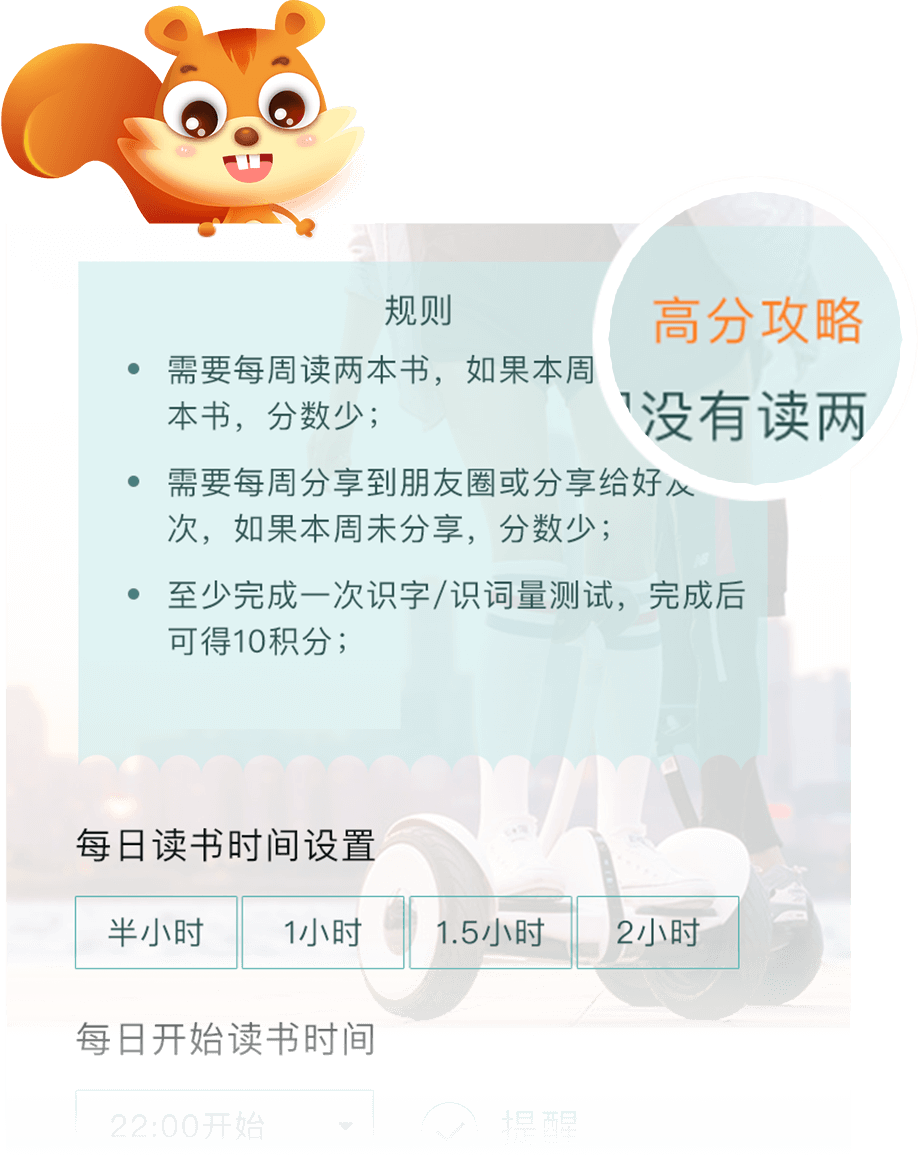 规则
高分攻略
需要每周读两本书，如果本周
没有读两
本书，分数少；
需要每周分享到朋友圈或分享给好友
次，如果本周未分享，分数少；
至少完成一次识字/识词量测试，完成后
可得10积分；
每日读书时间设置
半小时 1小时 1.5小时 2小时
每日开始读书时间
22:00开始 提醒